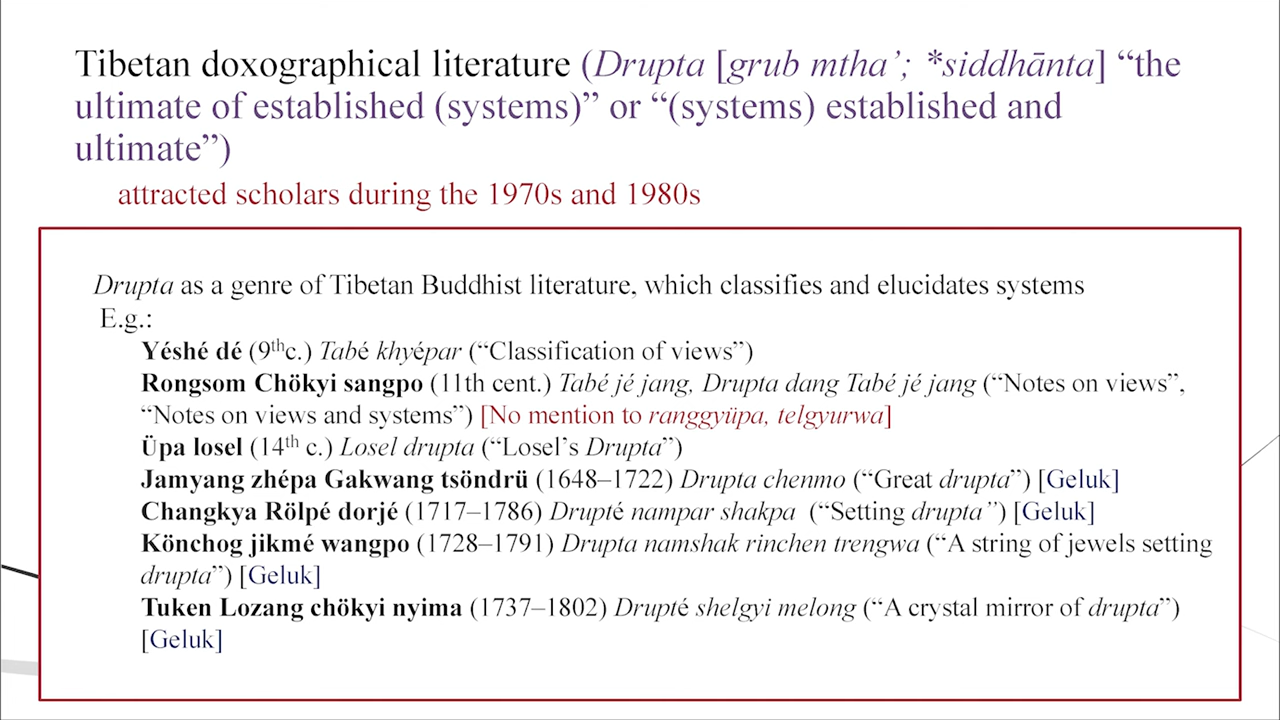 Tibetan doxographical literature (Drupta [grub mtha’; *siddhānta] “the
ultimate of established (systems)” or “(systems) established and
ultimate”)
attracted scholars during the 1970s and 1980s
Drupta as a genre of Tibetan Buddhist literature, which classifies and elucidates systems
E.g.:
Yéshé dé (9thc.) Tabé khyépar (“Classification of views”)
Rongsom Chökyi sangpo (11th cent.) Tabé jé jang, Drupta dang Tabé jé jang (“Notes on views”,
“Notes on views and systems”) [No mention to ranggyüpa, telgyurwa]
Üpa losel (14th c.) Losel drupta (“Losel’s Drupta”)
Jamyang zhépa Gakwang tsöndrü (1648–1722) Drupta chenmo (“Great drupta”) [Geluk]
Changkya Rölpé dorjé (1717–1786) Drupté nampar shakpa (“Setting drupta”) [Geluk]
Könchog jikmé wangpo (1728–1791) Drupta namshak rinchen trengwa (“A string of jewels setting
drupta”) [Geluk]
Tuken Lozang chökyi nyima (1737–1802) Drupté shelgyi melong (“A crystal mirror of drupta”)
[Geluk]